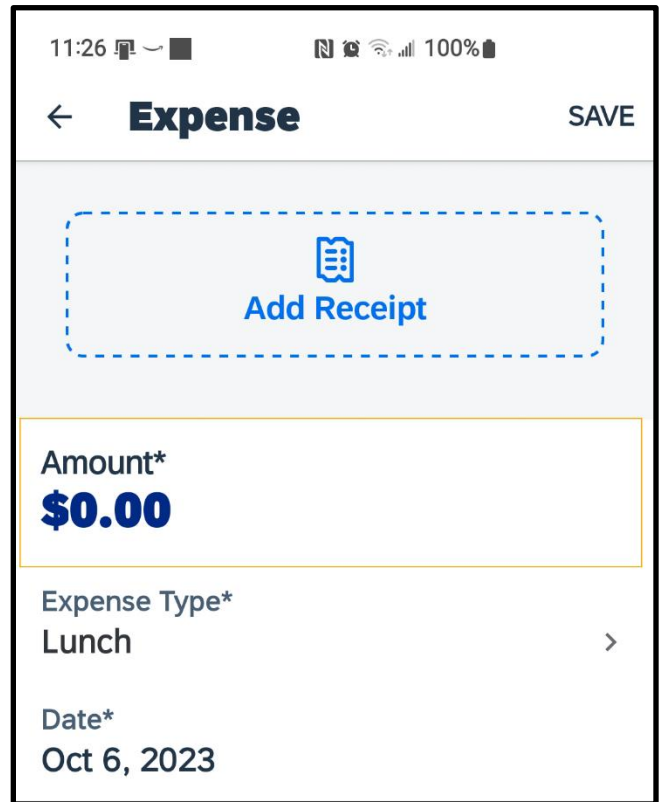 11:26 100%
Expense SAVE
Add Receipt
Amount*
$0.00
Expense Type*
Lunch
Date*
Oct 6, 2023